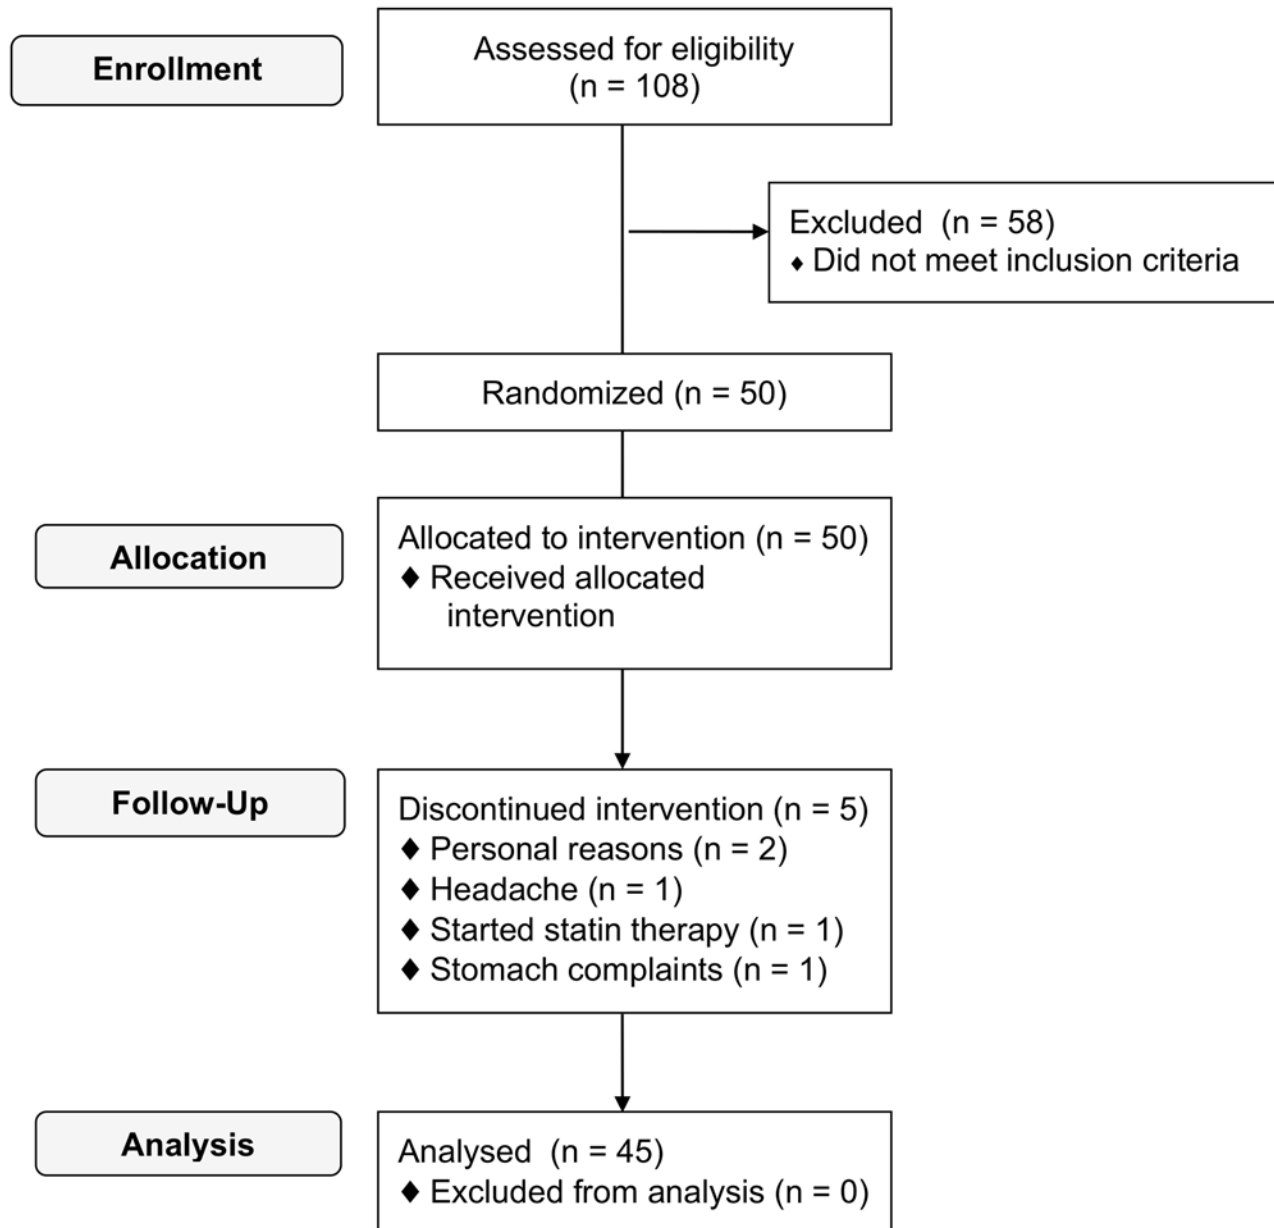 Enrollment
Assessed for eligibility
(n = 108)
Excluded  (n = 58)
♦ Did not meet inclusion criteria
Randomized (n = 50)
Allocation
Allocated to intervention (n = 50)
♦ Received allocated
intervention
Follow-Up
Discontinued intervention (n = 5)
♦ Personal reasons (n = 2)
♦ Headache (n = 1)
♦ Started statin therapy (n = 1)
♦ Stomach complaints (n = 1)
Analysis
Analysed  (n = 45)
♦ Excluded from analysis (n = 0)